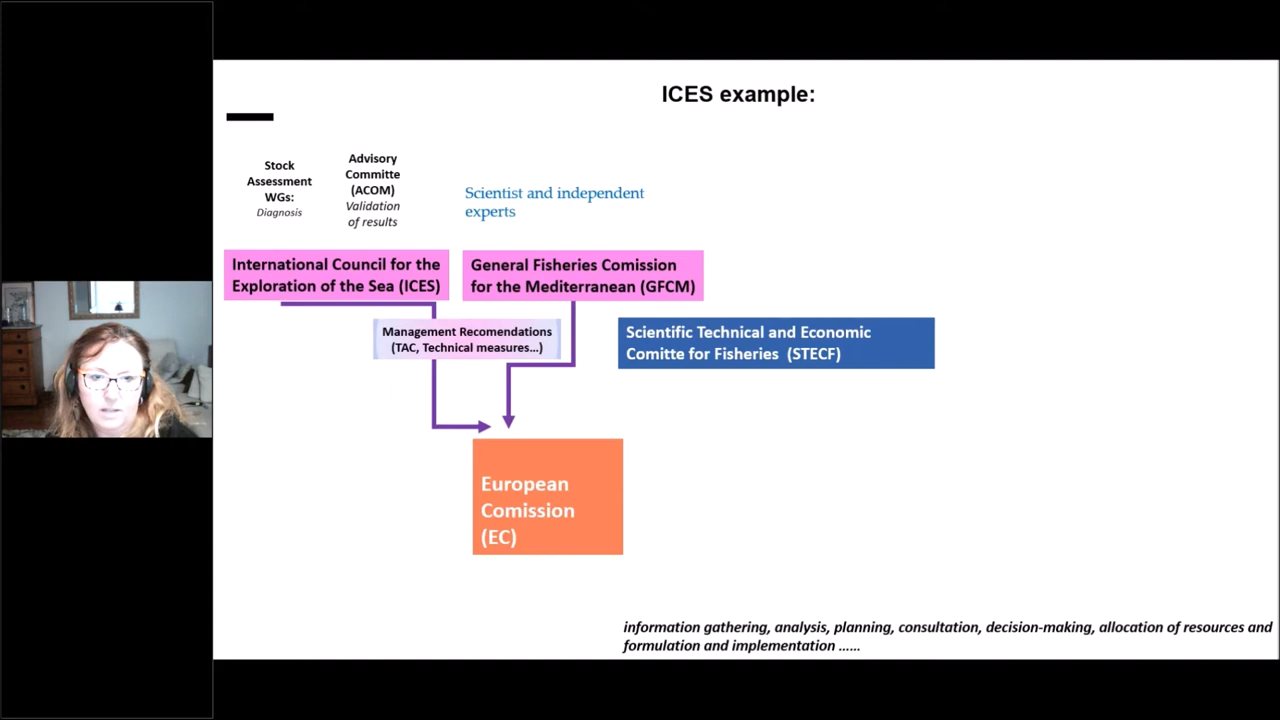 ICES example:
Stock
Assessment
WGs:
Diagnosis
Advisory
Committe
(ACOM)
Validation
of results
Scientist and independent
experts
International Council for the
Exploration of the Sea (ICES)
General Fisheries Comission
for the Mediterranean (GFCM)
Management Recomendations
(TAC, Technical measures...)
Scientific Technical and Economic
Comitte for Fisheries (STECF)
European
Comission
(EC)
information gathering, analysis, planning, consultation, decision-making, allocation of resources and
formulation and implementation ......